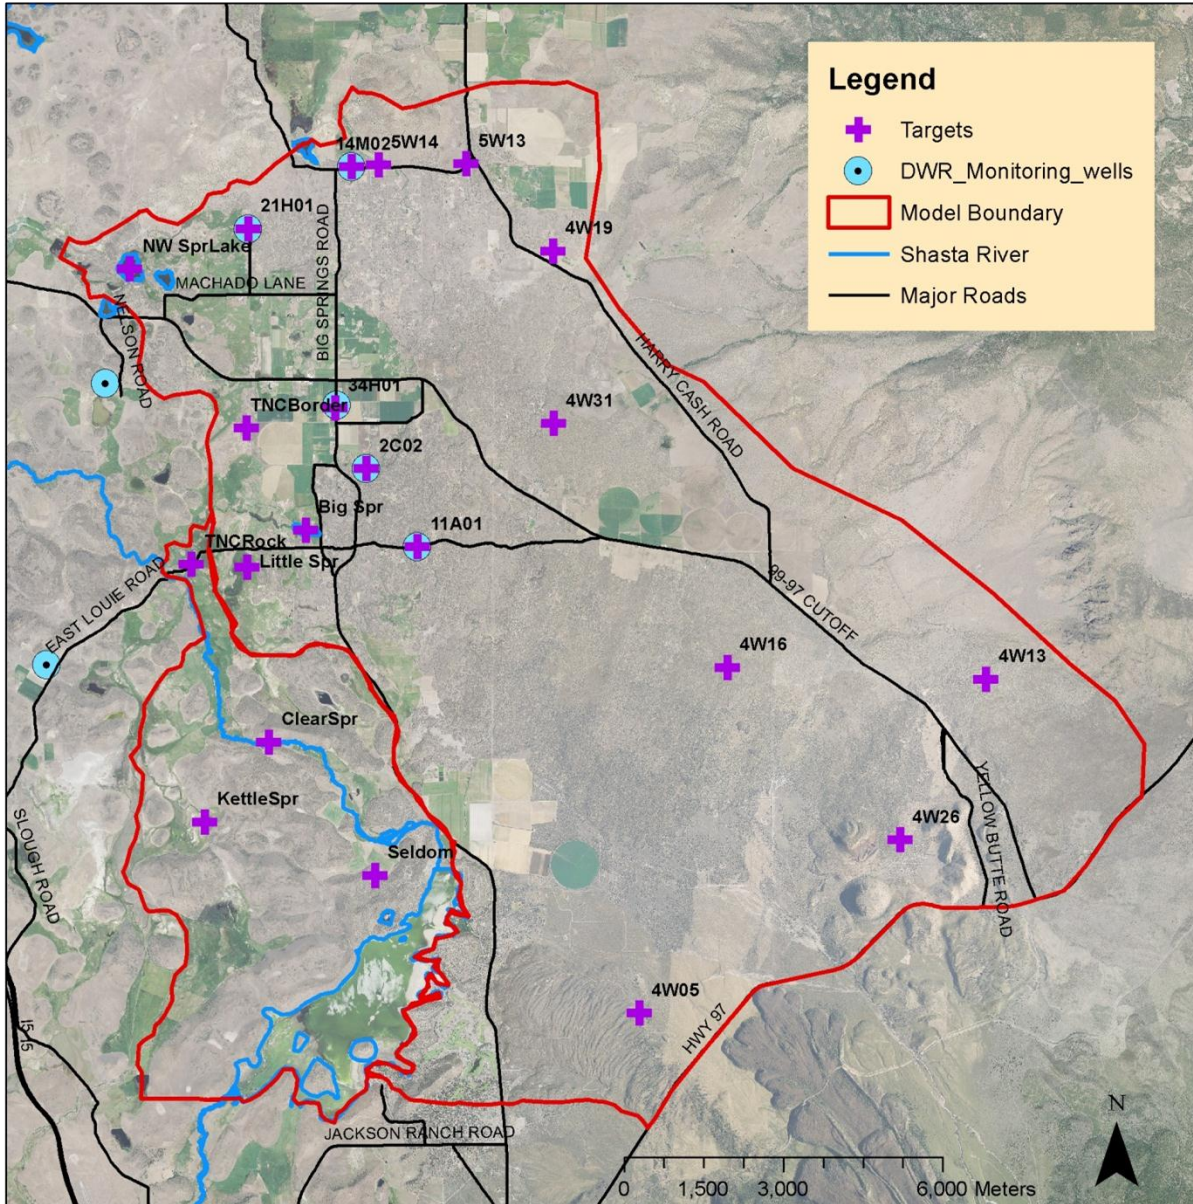 Legend
Targets
DWR_Monitoring_wells
Model Boundary
Shasta River
Major Roads
14M02
5W14
5W13
21H01
4W19
NW SprLake
MACHADO LANE
BIG SPRINGS ROAD
NELSON ROAD
HARRY CASH ROAD
34H01
TNCBorder
4W31
2C02
Big Spr
11A01
TNCRock
Little Spr
EAST LOUIE ROAD
99-97 CUTOFF
4W16
4W13
ClearSpr
KettleSpr
4W26
YELLOW BUTTE ROAD
Seldom
SLOUGH ROAD
4W05
HWY 97
I5-I5
JACKSON RANCH ROAD
N
0 1,500 3,000 6,000 Meters